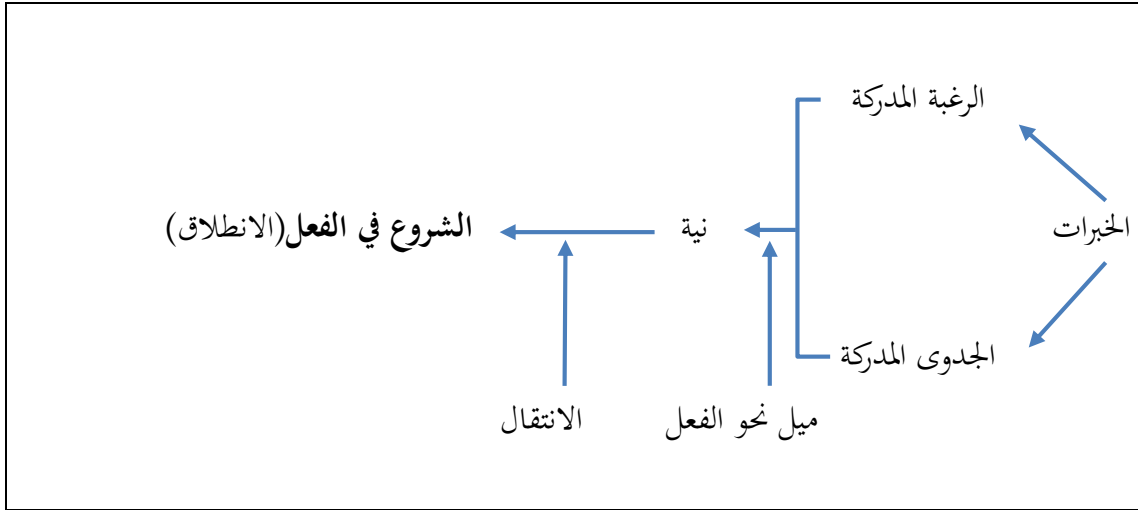 الرغبة المدركة
الخبرات
نية
الشروع في الفعل(الانطلاق)
الجدوى المدركة
ميل نحو الفعل
الانتقال